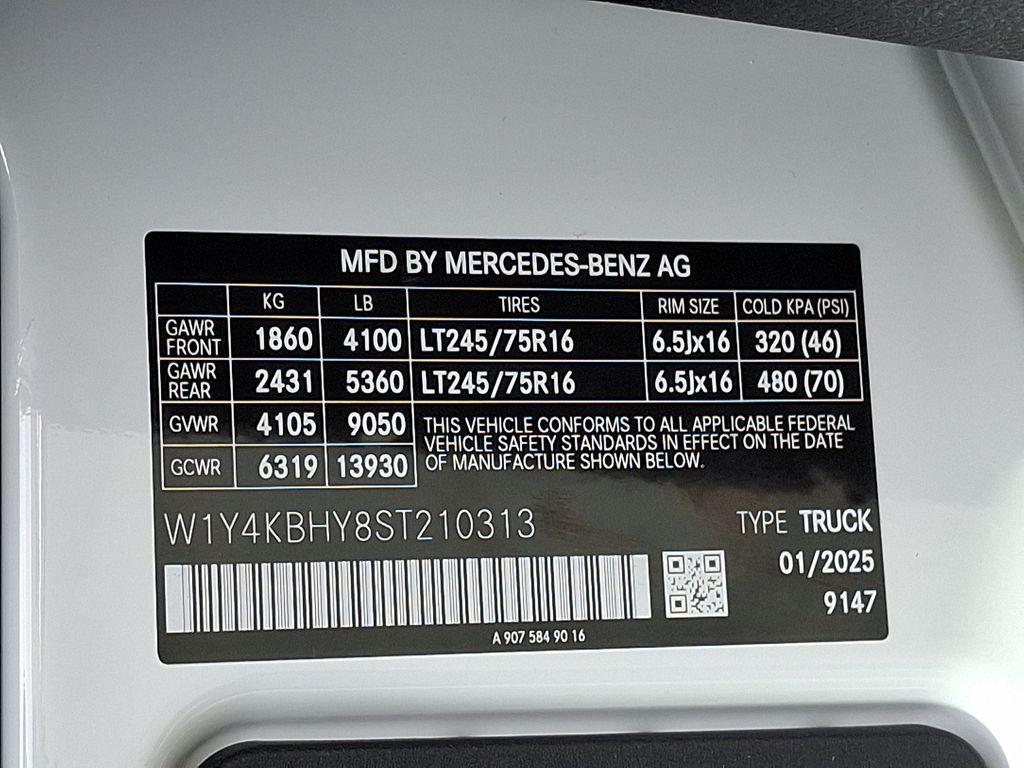 MFD BY MERCEDES-BENZ AG
KG LB TIRES RIM SIZE COLD KPA (PSI)
GAWR FRONT 1860 4100 LT245/75R16 6.5Jx16 320 (46)
GAWR REAR 2431 5360 LT245/75R16 6.5Jx16 480 (70)
GVWR 4105 9050
GCWR 6319 13930
THIS VEHICLE CONFORMS TO ALL APPLICABLE FEDERAL
VEHICLE SAFETY STANDARDS IN EFFECT ON THE DATE
OF MANUFACTURE SHOWN BELOW.
W1Y4KBHY8ST210313
TYPE TRUCK
01/2025
9147
A 907 584 90 16